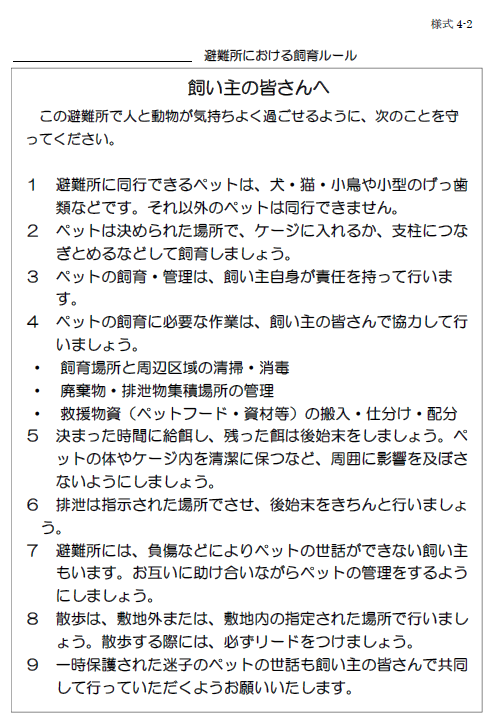 様式 4-2
避難所における飼育ルール
飼い主の皆さんへ
この避難所で人と動物が気持ちよく過ごせるように、次のことを守
ってください。
1 避難所に同行できるペットは、犬・猫・小鳥や小型のげっ歯
類などです。それ以外のペットは同行できません。
2 ペットは決められた場所で、ケージに入れるか、支柱につな
ぎとめるなどして飼育しましょう。
3 ペットの飼育・管理は、飼い主自身が責任を持って行いま
す。
4 ペットの飼育に必要な作業は、飼い主の皆さんで協力して行
いましょう。
・ 飼育場所と周辺区域の清掃・消毒
・ 廃棄物・排泄物集積場所の管理
・ 救援物資（ペットフード・資材等）の搬入・仕分け・配分
5 決まった時間に給餌し、残った餌は後始末をしましょう。ペ
ットの体やケージ内を清潔に保つなど、周囲に影響を及ぼさ
ないようにしましょう。
6 排泄は指示された場所でさせ、後始末をきちんと行いましょ
う。
7 避難所には、負傷などによりペットの世話ができない飼い主
もいます。お互いに助け合いながらペットの管理をするよう
にしましょう。
8 散歩は、敷地外または、敷地内の指定された場所で行いまし
ょう。散歩する際には、必ずリードをつけましょう。
9 一時保護された迷子のペットの世話も飼い主の皆さんで共同
して行っていただくようお願いいたします。